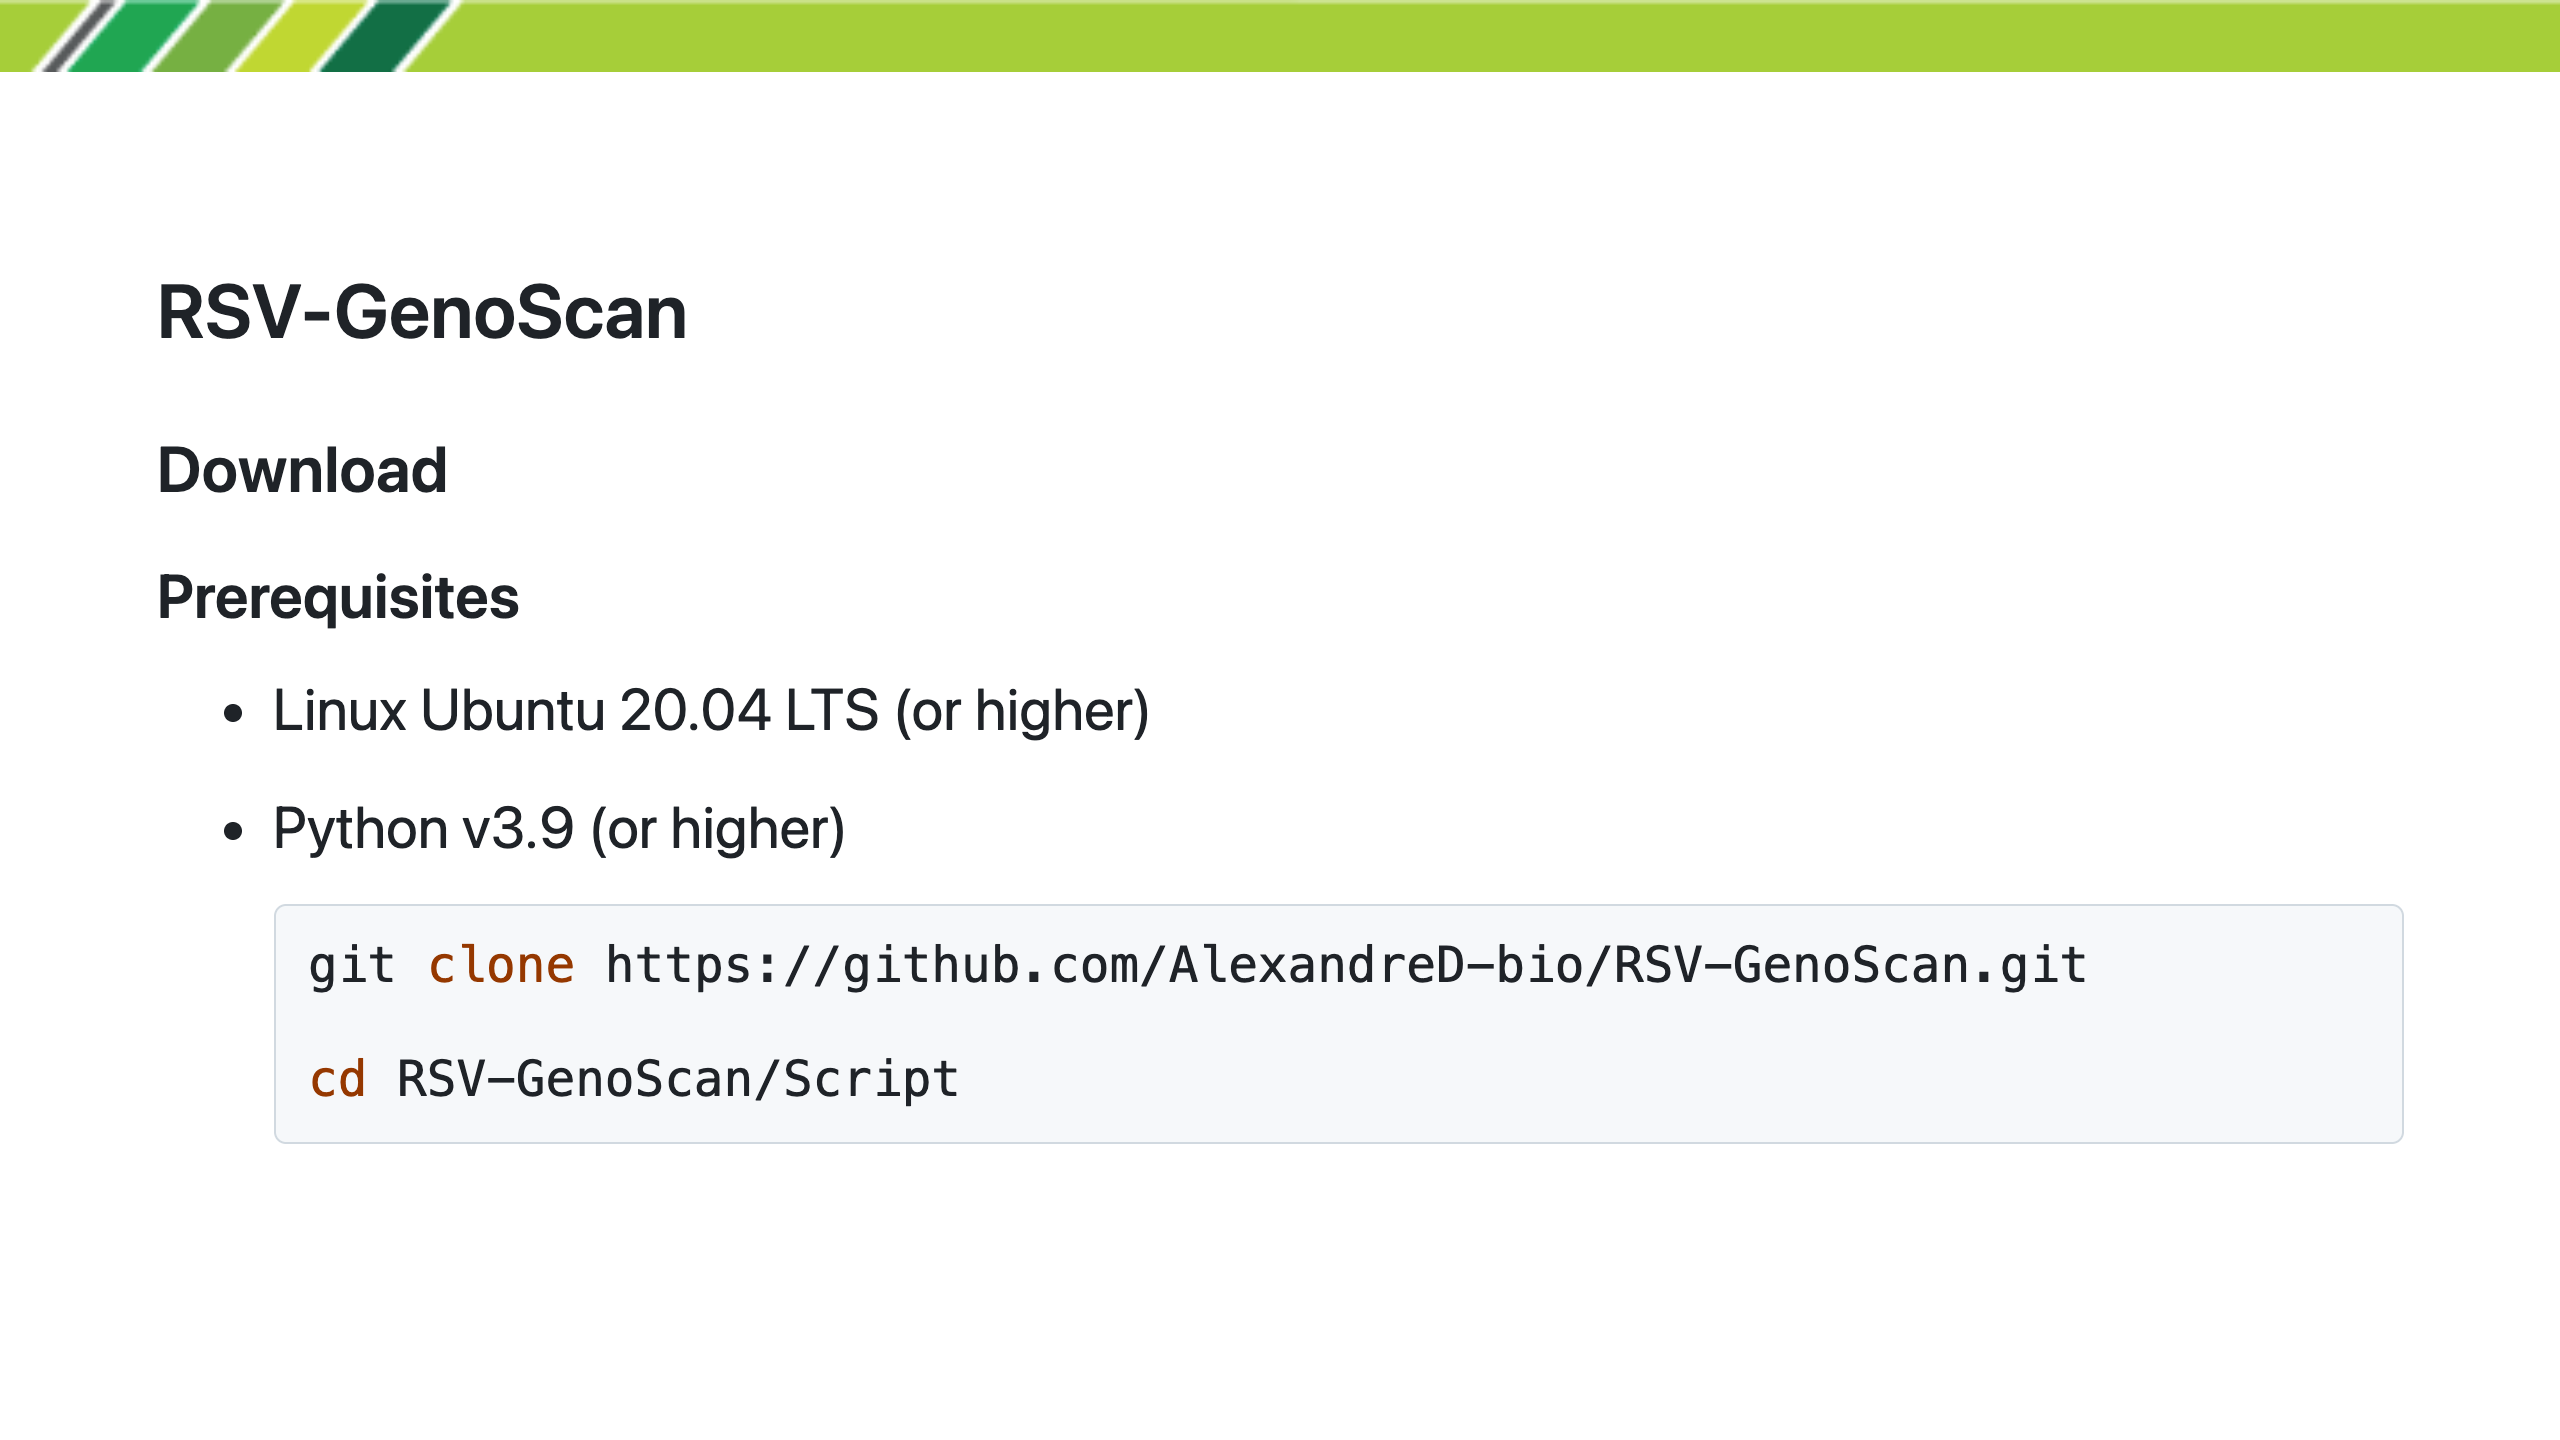 RSV-GenoScan
Download
Prerequisites
• Linux Ubuntu 20.04 LTS (or higher)
• Python v3.9 (or higher)
git clone https://github.com/AlexandreD-bio/RSV-GenoScan.git
cd RSV-GenoScan/Script